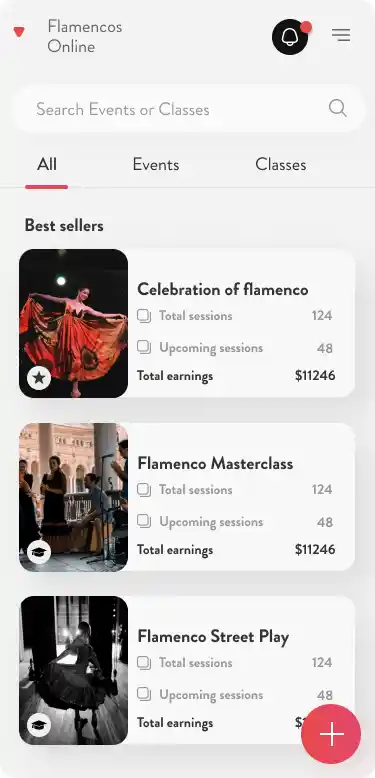 Flamencos
Online
Search Events or Classes
All Events Classes
Best sellers
Celebration of flamenco
Total sessions 124
Upcoming sessions 48
Total earnings $11246
Flamenco Masterclass
Total sessions 124
Upcoming sessions 48
Total earnings $11246
Flamenco Street Play
Total sessions 124
Upcoming sessions 48
Total earnings